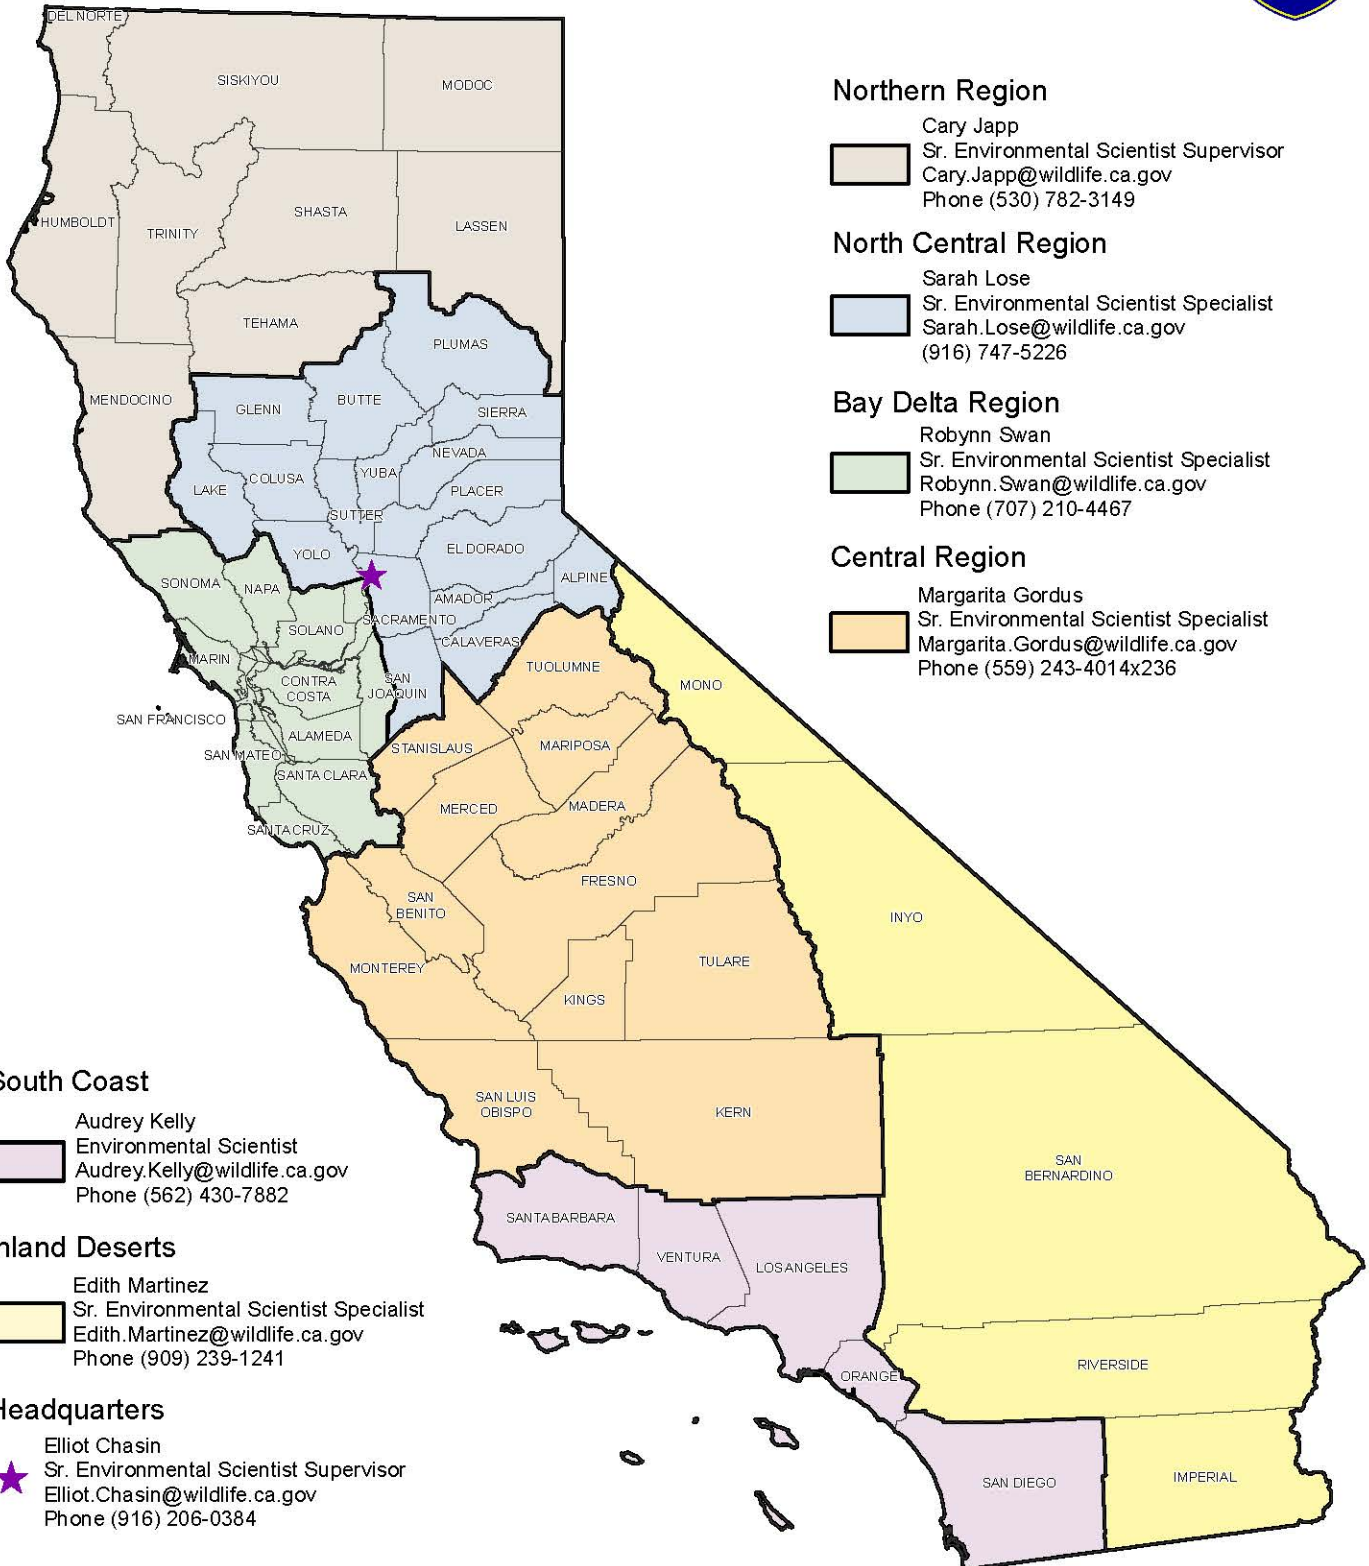 DEL NORTE
SISKIYOU
MODOC
HUMBOLDT
TRINITY
SHASTA
LASSEN
TEHAMA
PLUMAS
MENDOCINO
GLENN
BUTTE
SIERRA
NEVADA
YUBA
COLUSA
LAKE
PLACER
SUTTER
YOLO
EL DORADO
ALPINE
SONOMA
NAPA
AMADOR
SACRAMENTO
SOLANO
CALAVERAS
MARIN
TUOLUMNE
CONTRA
COSTA
SAN
JOAQUIN
MONO
SAN FRANCISCO
ALAMEDA
STANISLAUS
MARIPOSA
SAN MATEO
SANTA CLARA
MERCED
MADERA
SANTA CRUZ
FRESNO
SAN
BENITO
INYO
MONTEREY
TULARE
KINGS
SAN LUIS
OBISPO
KERN
SAN
BERNARDINO
SANTA BARBARA
VENTURA
LOS ANGELES
ORANGE
RIVERSIDE
SAN DIEGO
IMPERIAL
Northern Region
Cary Japp
Sr. Environmental Scientist Supervisor
Cary.Japp@wildlife.ca.gov
Phone (530) 782-3149
North Central Region
Sarah Lose
Sr. Environmental Scientist Specialist
Sarah.Lose@wildlife.ca.gov
(916) 747-5226
Bay Delta Region
Robynn Swan
Sr. Environmental Scientist Specialist
Robynn.Swan@wildlife.ca.gov
Phone (707) 210-4467
Central Region
Margarita Gordus
Sr. Environmental Scientist Specialist
Margarita.Gordus@wildlife.ca.gov
Phone (559) 243-4014x236
South Coast
Audrey Kelly
Environmental Scientist
Audrey.Kelly@wildlife.ca.gov
Phone (562) 430-7882
Inland Deserts
Edith Martinez
Sr. Environmental Scientist Specialist
Edith.Martinez@wildlife.ca.gov
Phone (909) 239-1241
Headquarters
Elliot Chasin
Sr. Environmental Scientist Supervisor
Elliot.Chasin@wildlife.ca.gov
Phone (916) 206-0384